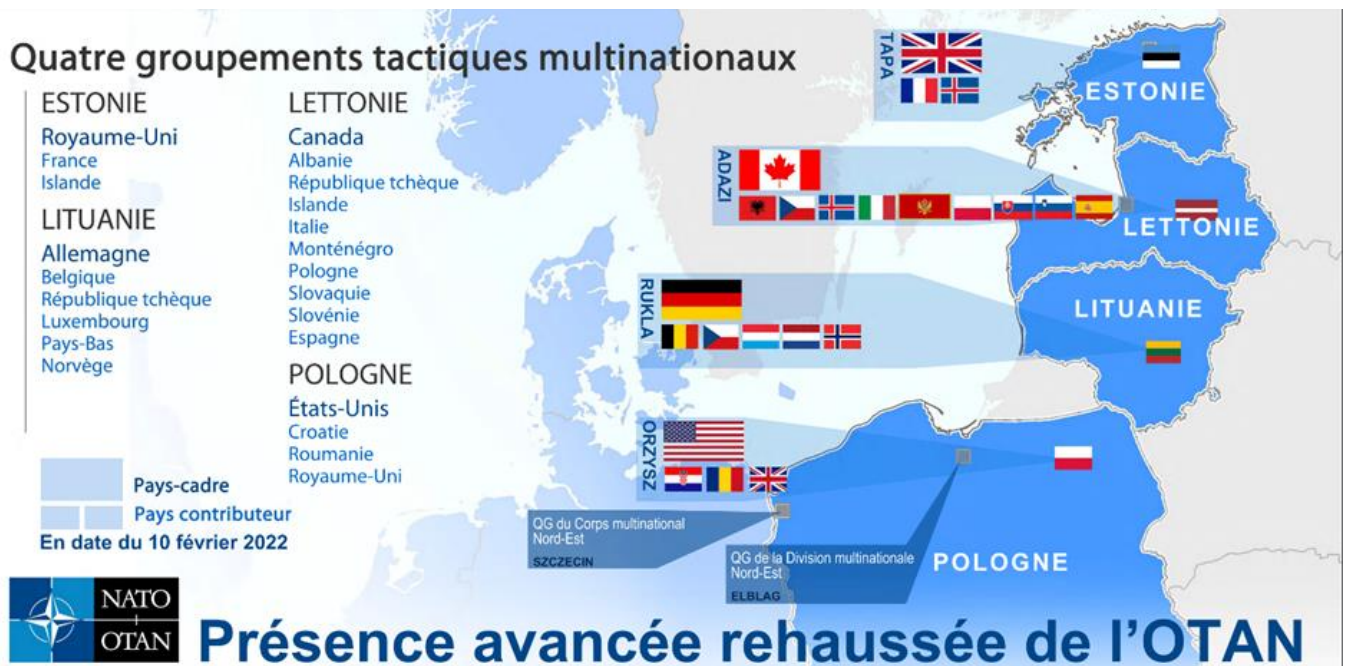 Quatre groupements tactiques multinationaux
ESTONIE
Royaume-Uni
France
Islande
LITUANIE
Allemagne
Belgique
République tchèque
Luxembourg
Pays-Bas
Norvège
LETTONIE
Canada
Albanie
République tchèque
Islande
Italie
Monténégro
Pologne
Slovaquie
Slovénie
Espagne
POLOGNE
États-Unis
Croatie
Roumanie
Royaume-Uni
Pays-cadre
Pays contributeur
En date du 10 février 2022
TAPA
ESTONIE
ADAZI
LETTONIE
RUKLA
LITUANIE
ORZYSZ
QG du Corps multinational
Nord-Est
SZCZECIN
QG de la Division multinationale
Nord-Est
ELBLAG
POLOGNE
NATO
OTAN
Présence avancée rehaussée de l'OTAN